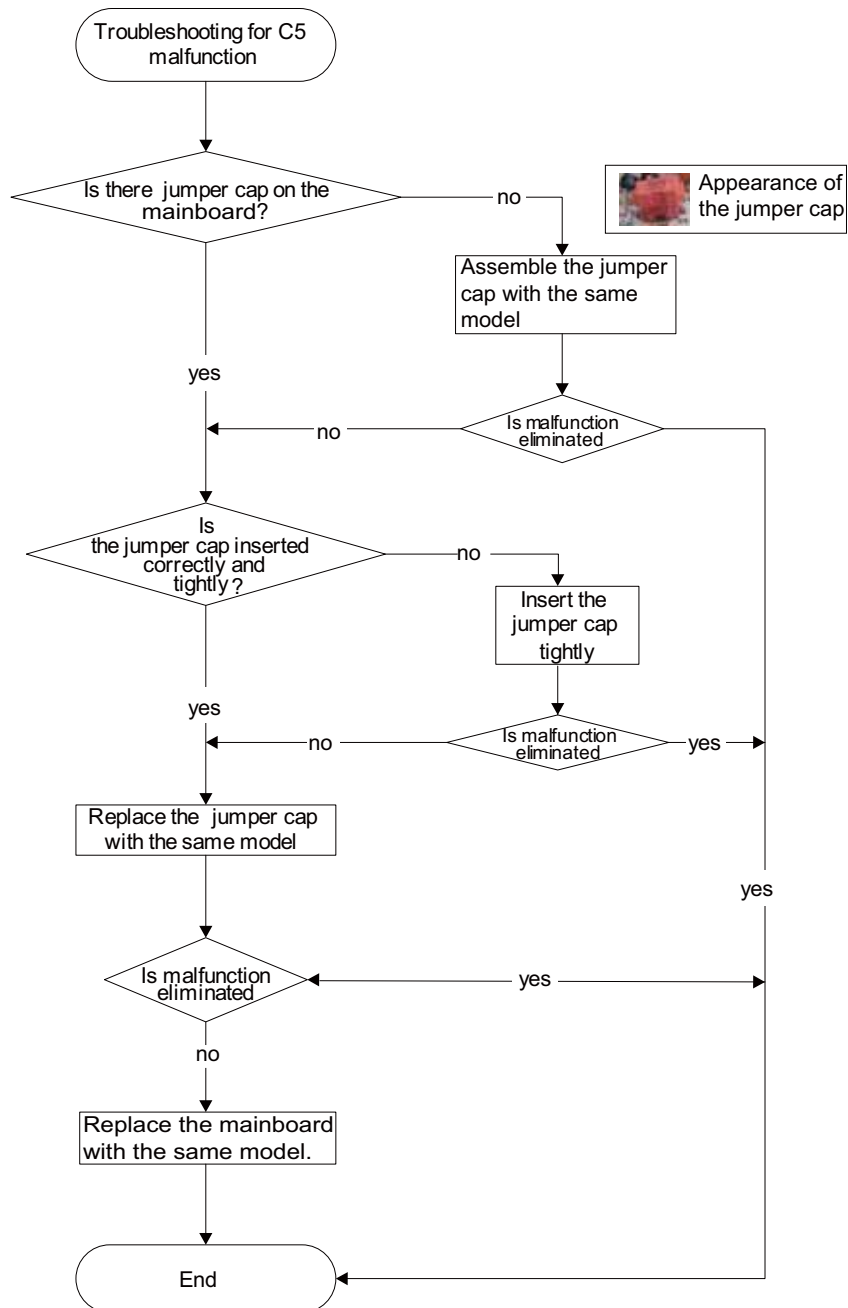 Troubleshooting for C5
malfunction
Is there jumper cap on the
mainboard?
no
Appearance of
the jumper cap
Assemble the jumper
cap with the same
model
yes
Is malfunction
eliminated
no
Is
the jumper cap inserted
correctly and
tightly?
no
Insert the
jumper cap
tightly
yes
Is malfunction
eliminated
no
yes
Replace the jumper cap
with the same model
yes
Is malfunction
eliminated
yes
no
Replace the mainboard
with the same model.
End